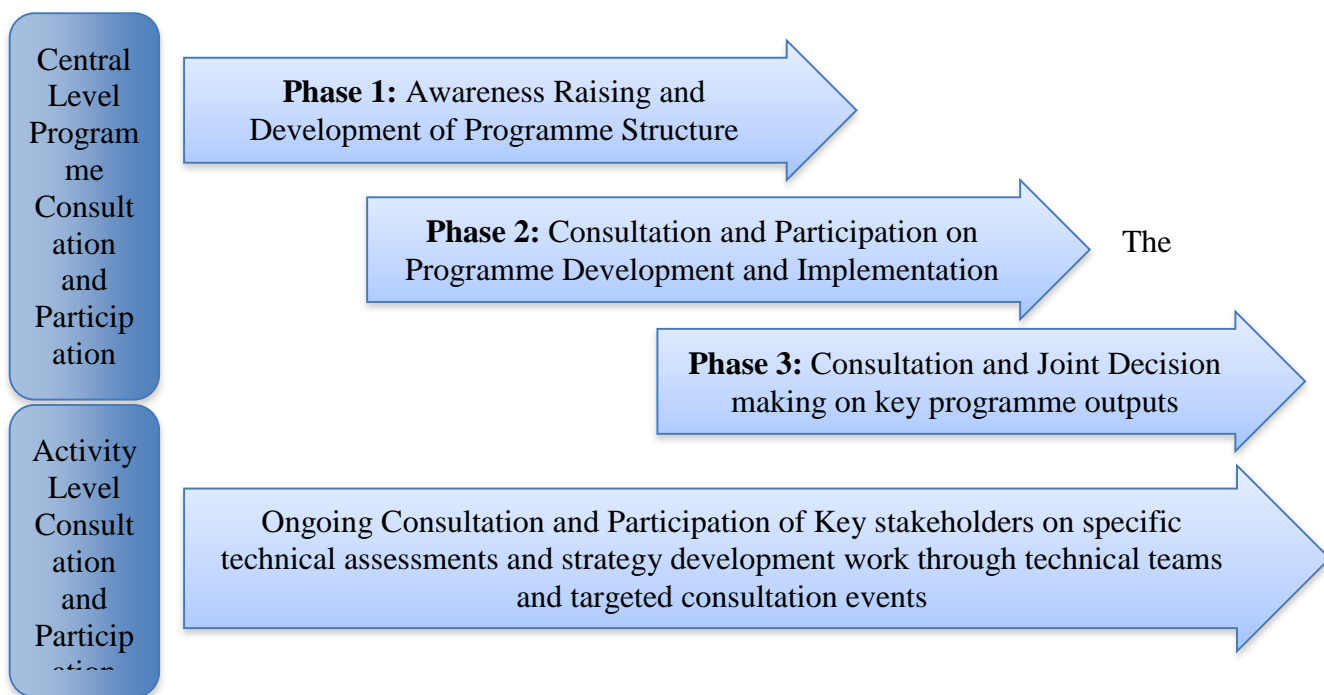 Central
Level
Program
me
Consult
ation
and
Particip
ation
Phase 1: Awareness Raising and
Development of Programme Structure
Phase 2: Consultation and Participation on
Programme Development and Implementation
The
Phase 3: Consultation and Joint Decision
making on key programme outputs
Activity
Level
Consult
ation
and
Particip
ation
Ongoing Consultation and Participation of Key stakeholders on specific
technical assessments and strategy development work through technical teams
and targeted consultation events